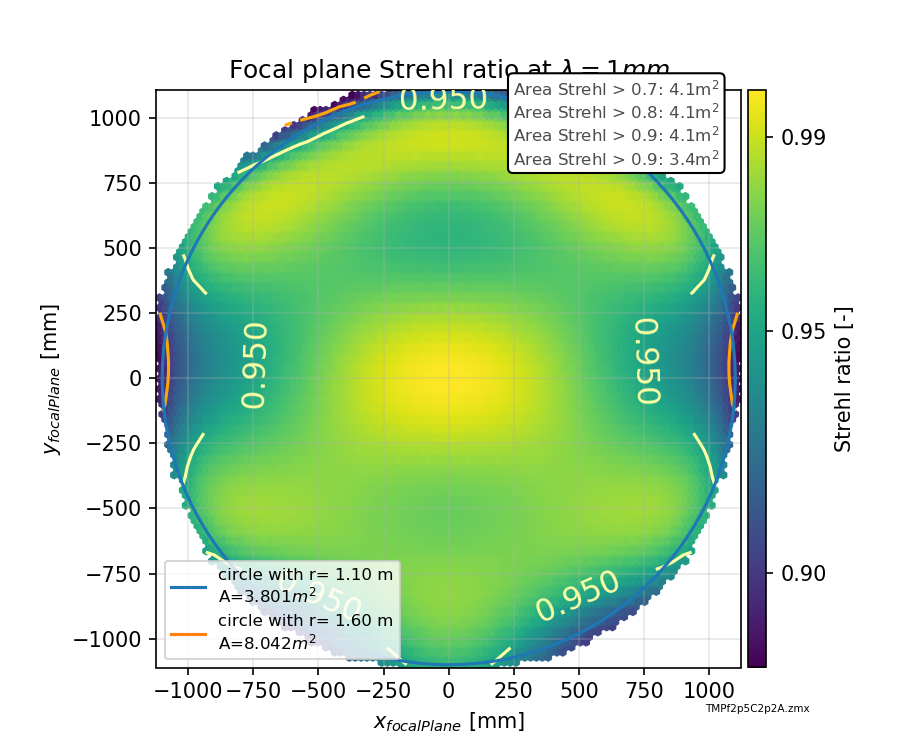 Focal plane Strehl ratio at λ = 1mm
Area Strehl > 0.7: 4.1m²
Area Strehl > 0.8: 4.1m²
Area Strehl > 0.9: 4.1m²
Area Strehl > 0.9: 3.4m²
0.950
0.950
0.950
0.950
0.950
1000
750
500
250
0
−250
−500
−750
−1000
y_focalPlane [mm]
circle with r= 1.10 m
A=3.801m²
circle with r= 1.60 m
A=8.042m²
−1000 −750 −500 −250 0 250 500 750 1000
x_focalPlane [mm]
0.99
0.95
0.90
Strehl ratio [-]
TMPf2p5C2p2A.zmx